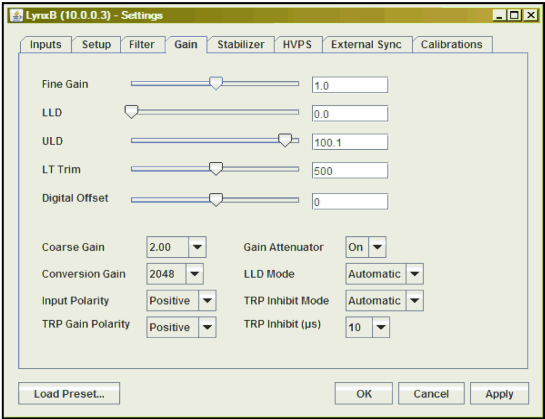 LynxB (10.0.0.3) - Settings
Inputs Setup Filter Gain Stabilizer HVPS External Sync Calibrations
Fine Gain 1.0
LLD 0.0
ULD 100.1
LT Trim 500
Digital Offset 0
Coarse Gain 2.00 Gain Attenuator On
Conversion Gain 2048 LLD Mode Automatic
Input Polarity Positive TRP Inhibit Mode Automatic
TRP Gain Polarity Positive TRP Inhibit (µs) 10
Load Preset... OK Cancel Apply